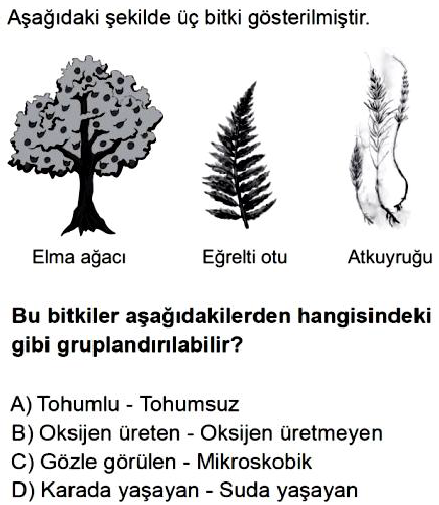 Aşağıdaki şekilde üç bitki gösterilmiştir.
Elma ağacı
Eğrelti otu
Atkuyruğu
Bu bitkiler aşağıdakilerden hangisindeki
gibi gruplandırılabilir?
A) Tohumlu - Tohumsuz
B) Oksijen üreten - Oksijen üretmeyen
C) Gözle görülen - Mikroskobik
D) Karada yaşayan - Suda yaşayan